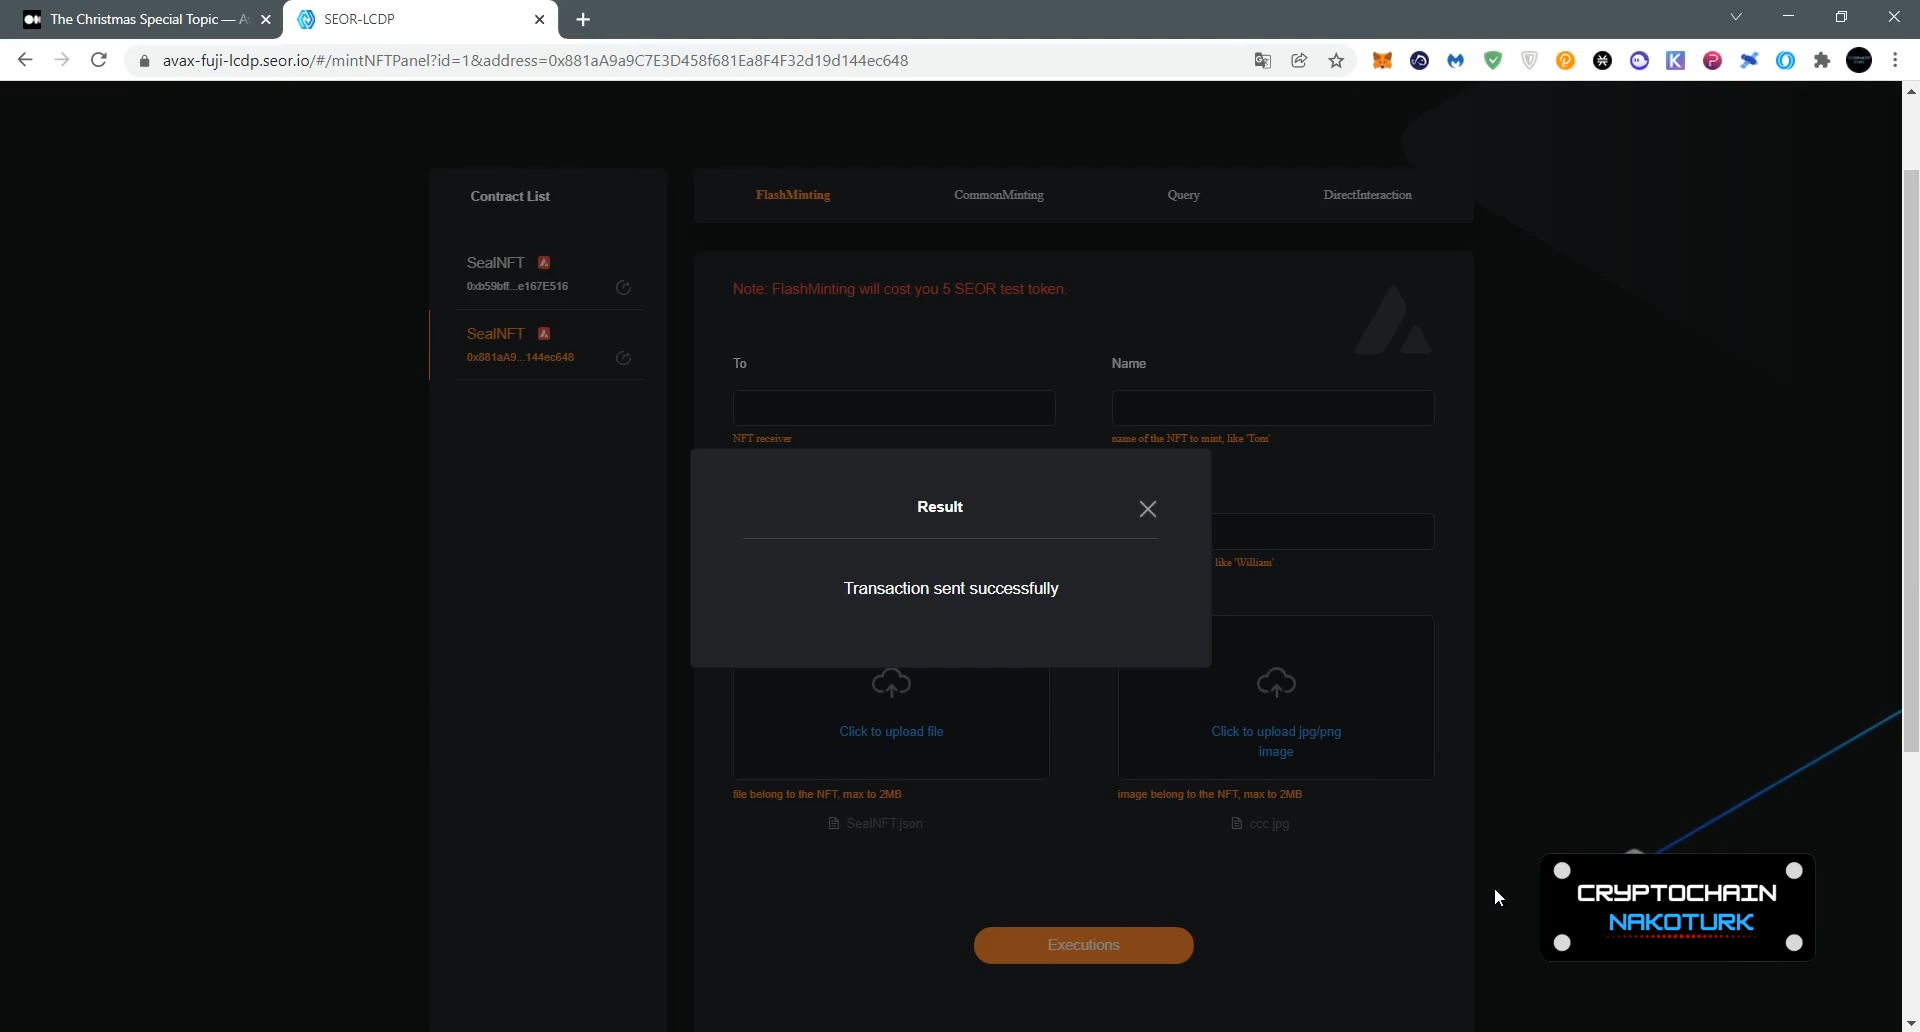 The Christmas Special Topic — A
SEOR-LCDP
avax-fuji-lcdp.seor.io/#/mintNFTPanel?id=1&address=0x881aA9a9C7E3D458f681Ea8F4F32d19d144ec648
Contract List
FlashMinting
CommonMinting
Query
DirectInteraction
SealNFT
0xb59bff...e167E516
SealNFT
0x881aA9...144ec648
Note: FlashMinting will cost you 5 SEOR test token.
To
Name
NFT receiver
name of the NFT to mint, like 'Tom'
Result
like 'William'
Transaction sent successfully
Click to upload file
Click to upload jpg/png
image
file belong to the NFT, max to 2MB
image belong to the NFT, max to 2MB
SealNFT.json
ccc.jpg
Executions
CRYPTOCHAIN
NAKOTURK